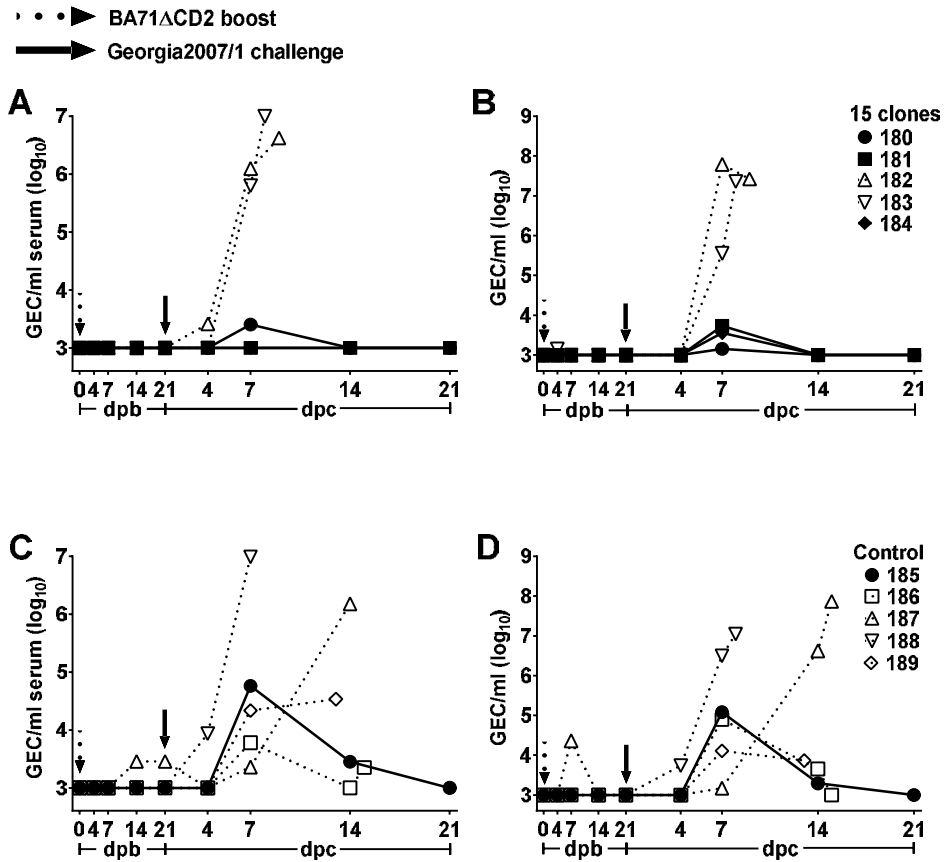 BA71ΔCD2 boost
Georgia2007/1 challenge
A
GEC/ml serum (log10)
7
6
5
4
3
0 4 7 14 21 4 7 14 21
dpb dpc
B
GEC/ml (log10)
9
8
7
6
5
4
3
0 4 7 14 21 4 7 14 21
dpb dpc
15 clones
180
181
182
183
184
C
GEC/ml serum (log10)
7
6
5
4
3
0 4 7 14 21 4 7 14 21
dpb dpc
D
GEC/ml (log10)
9
8
7
6
5
4
3
0 4 7 14 21 4 7 14 21
dpb dpc
Control
185
186
187
188
189